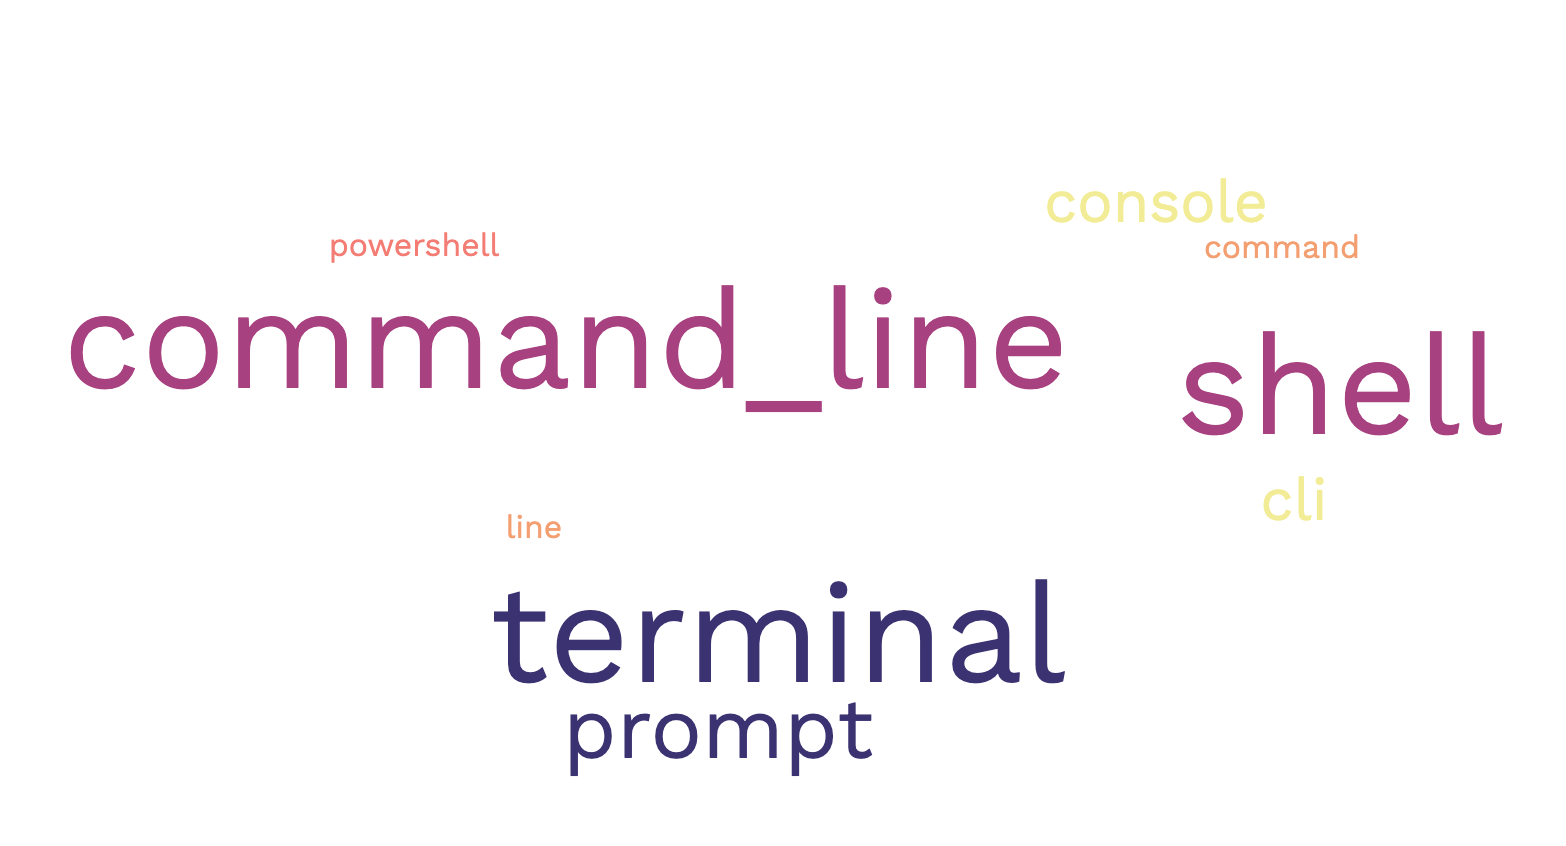 console
powershell
command
command_line
shell
cli
line
terminal
prompt